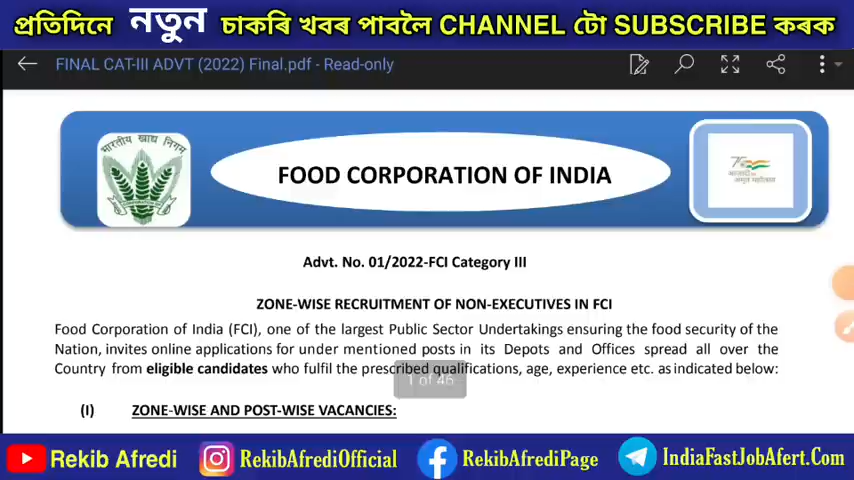 প্ৰতিদিনে নতুন চাকৰি খবৰ পাবলৈ CHANNEL টো SUBSCRIBE কৰক
FINAL CAT-III ADVT (2022) Final.pdf - Read-only
भारतीय खाद्य निगम
FOOD CORPORATION OF INDIA
Advt. No. 01/2022-FCI Category III
ZONE-WISE RECRUITMENT OF NON-EXECUTIVES IN FCI
Food Corporation of India (FCI), one of the largest Public Sector Undertakings ensuring the food security of the
Nation, invites online applications for under mentioned posts in its Depots and Offices spread all over the
Country from eligible candidates who fulfil the prescribed qualifications, age, experience etc. as indicated below:
1 of 46
(I) ZONE-WISE AND POST-WISE VACANCIES:
Rekib Afredi RekibAfrediOfficial RekibAfrediPage IndiaFastJobAfert.Com